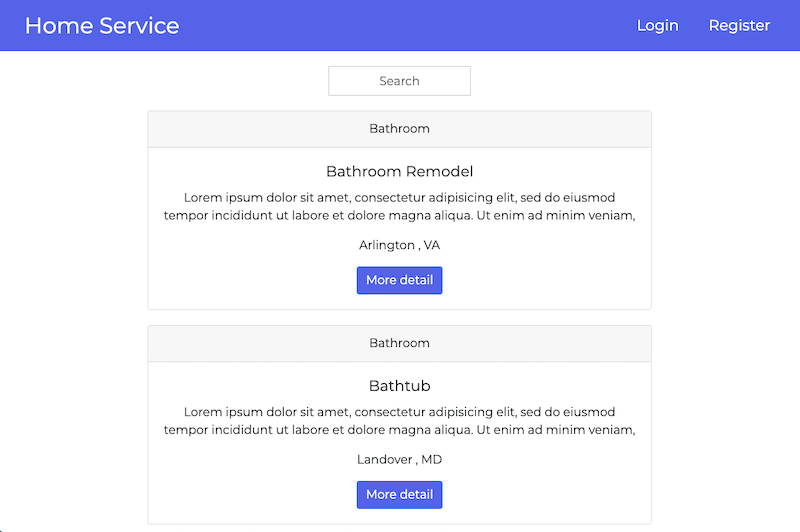 Home Service
Login Register
Search
Bathroom
Bathroom Remodel
Lorem ipsum dolor sit amet, consectetur adipisicing elit, sed do eiusmod
tempor incididunt ut labore et dolore magna aliqua. Ut enim ad minim veniam,
Arlington , VA
More detail
Bathroom
Bathtub
Lorem ipsum dolor sit amet, consectetur adipisicing elit, sed do eiusmod
tempor incididunt ut labore et dolore magna aliqua. Ut enim ad minim veniam,
Landover , MD
More detail